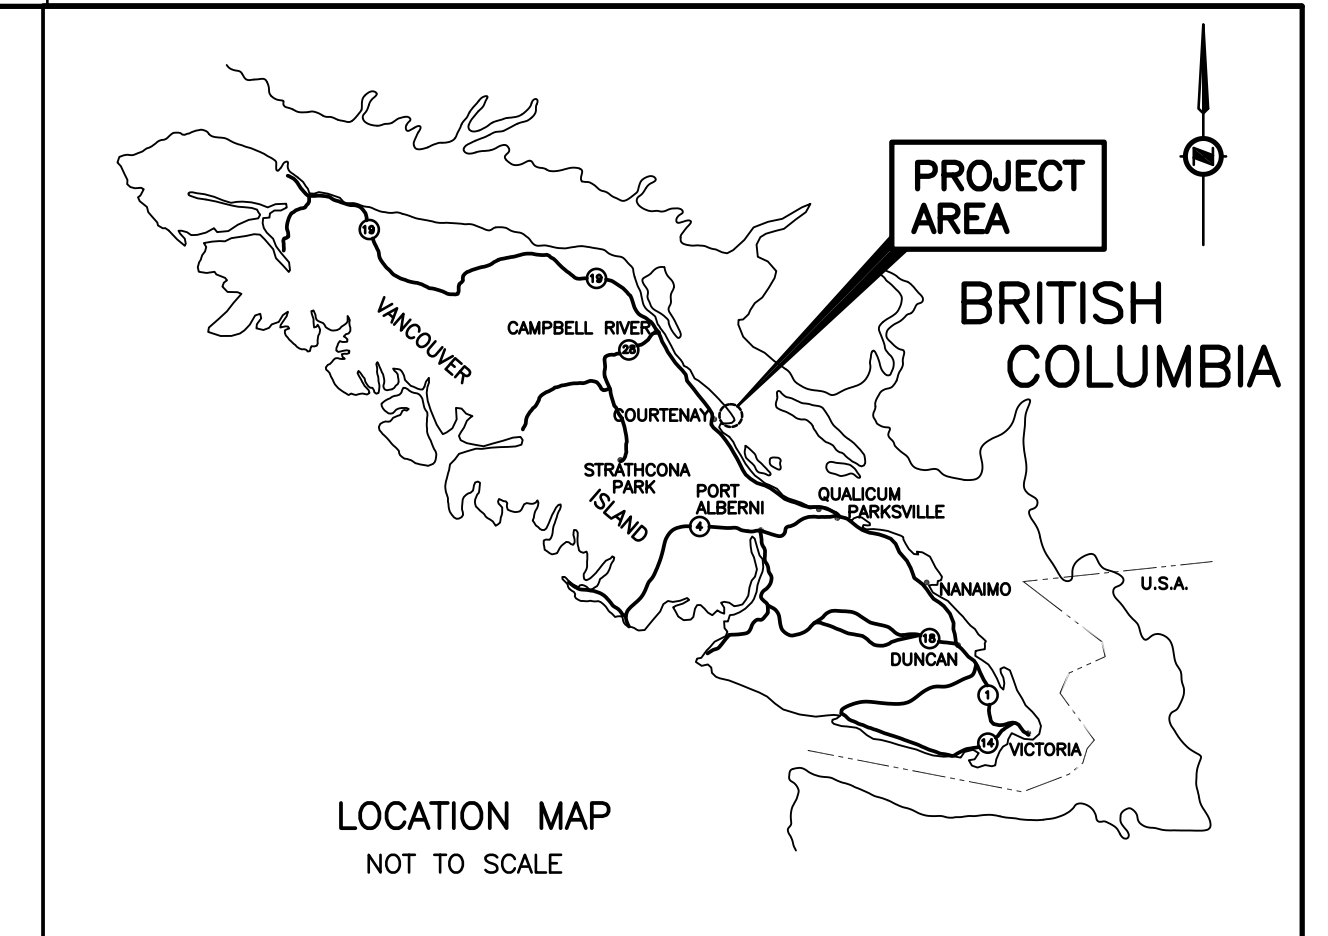 N
PROJECT
AREA
BRITISH
COLUMBIA
19
19
VANCOUVER
CAMPBELL RIVER
28
COURTENAY
STRATHCONA
PARK
ISLAND
PORT
ALBERNI
4
QUALICUM
PARKSVILLE
NANAIMO
U.S.A.
18
DUNCAN
1
14
VICTORIA
LOCATION MAP
NOT TO SCALE